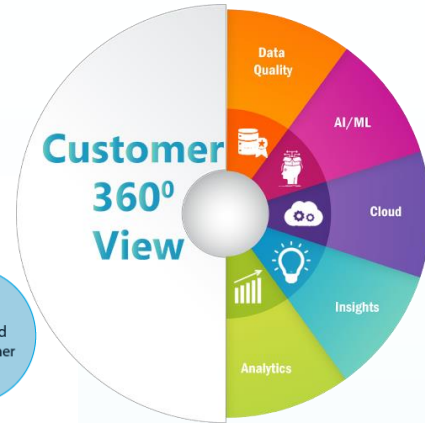 Customer
360⁰
View
Data
Quality
AI/ML
Cloud
Insights
Analytics